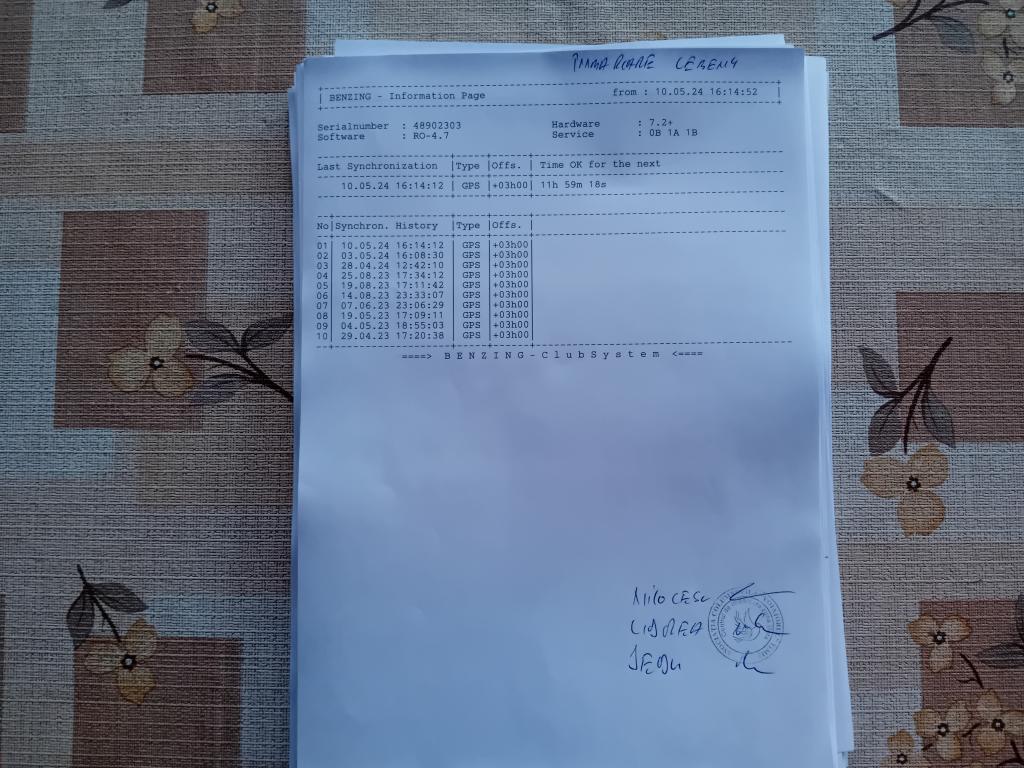 CEBENY
BENZING - Information Page from : 10.05.24 16:14:52
Serialnumber : 48902303 Hardware : 7.2+
Software : RO-4.7 Service : 0B 1A 1B
Last Synchronization |Type |Offs. | Time OK for the next
10.05.24 16:14:12 | GPS |+03h00| 11h 59m 18s
No|Synchron. History |Type |Offs. |
01| 10.05.24 16:14:12 | GPS |+03h00|
02| 03.05.24 16:08:30 | GPS |+03h00|
03| 28.04.24 12:42:10 | GPS |+03h00|
04| 25.08.23 17:34:12 | GPS |+03h00|
05| 19.08.23 17:11:42 | GPS |+03h00|
06| 14.08.23 23:33:07 | GPS |+03h00|
07| 07.06.23 23:06:29 | GPS |+03h00|
08| 19.05.23 17:09:11 | GPS |+03h00|
09| 04.05.23 18:55:03 | GPS |+03h00|
10| 29.04.23 17:20:38 | GPS |+03h00|
====> B E N Z I N G - C l u b S y s t e m <====